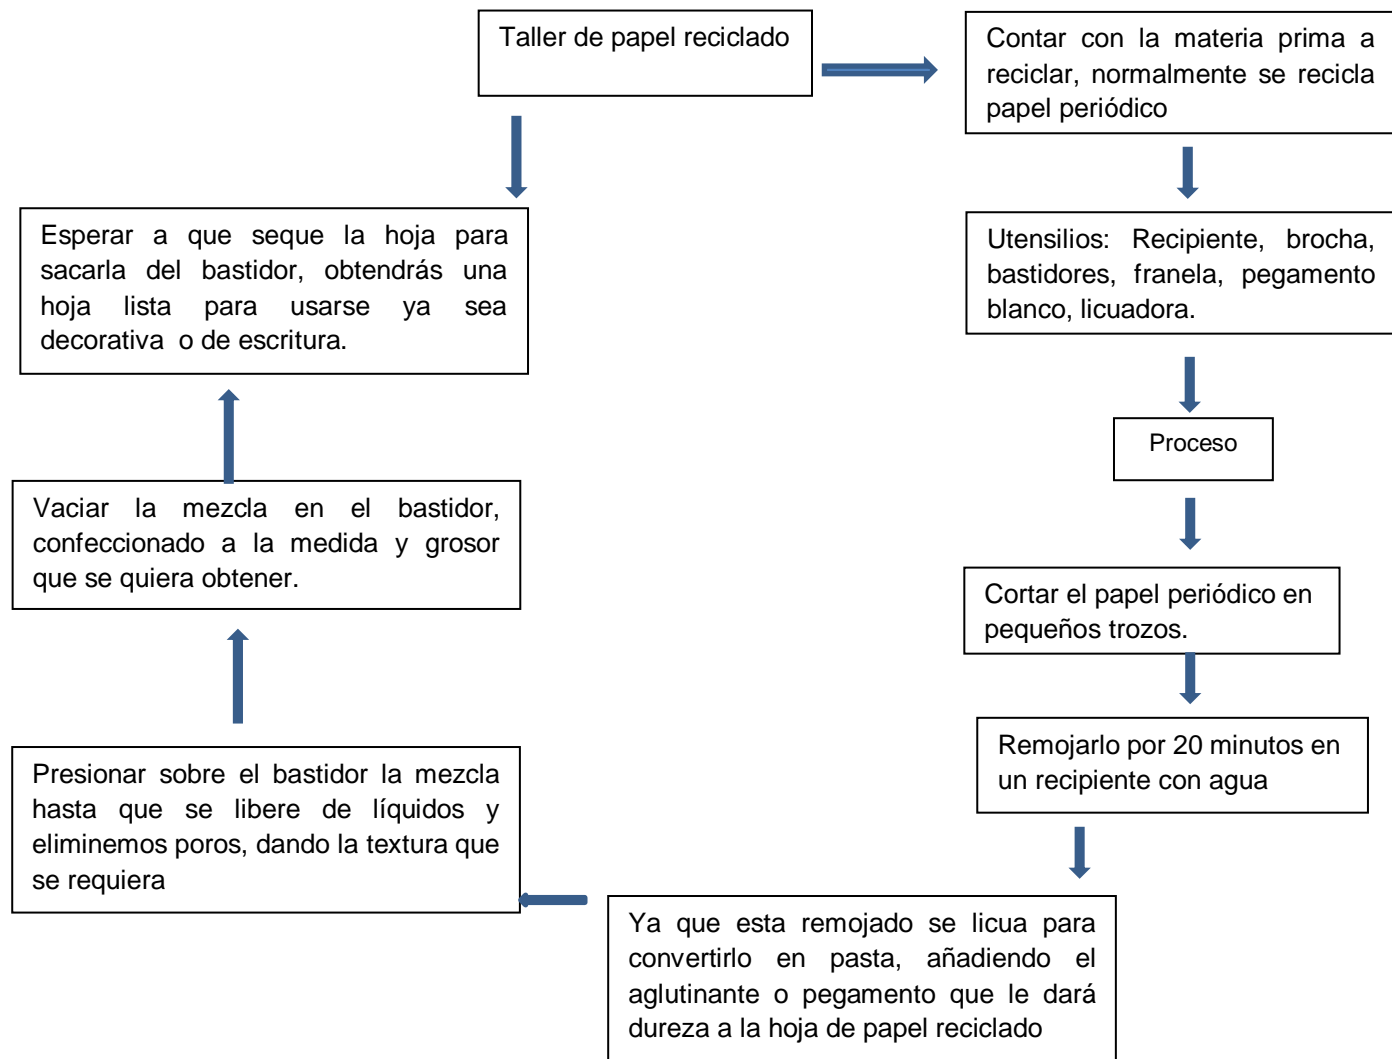 Taller de papel reciclado
Contar con la materia prima a
reciclar, normalmente se recicla
papel periódico
Utensilios: Recipiente, brocha,
bastidores, franela, pegamento
blanco, licuadora.
Proceso
Cortar el papel periódico en
pequeños trozos.
Remojarlo por 20 minutos en
un recipiente con agua
Ya que esta remojado se licua para
convertirlo en pasta, añadiendo el
aglutinante o pegamento que le dará
dureza a la hoja de papel reciclado
Presionar sobre el bastidor la mezcla
hasta que se libere de líquidos y
eliminemos poros, dando la textura que
se requiera
Vaciar la mezcla en el bastidor,
confeccionado a la medida y grosor
que se quiera obtener.
Esperar a que seque la hoja para
sacarla del bastidor, obtendrás una
hoja lista para usarse ya sea
decorativa o de escritura.